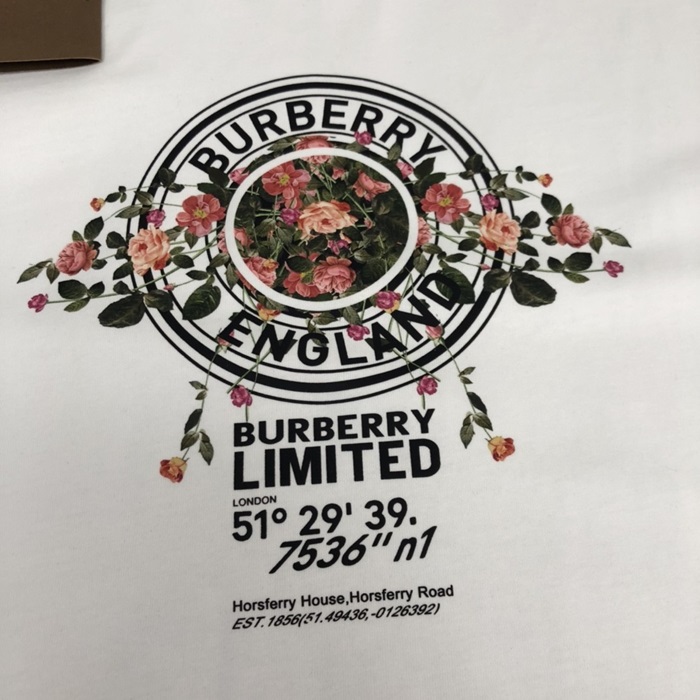 BURBERRY
ENGLAND
BURBERRY
LIMITED
LONDON
51° 29' 39.
7536" n1
Horsferry House,Horsferry Road
EST.1856(51.49436,-0126392)